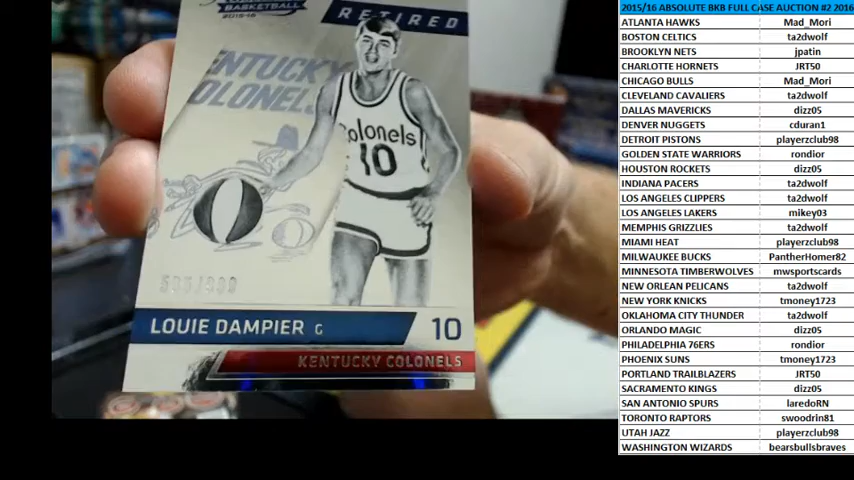 BASKETBALL
2015-16
RETIRED
KENTUCKY
COLONELS
Colonels
10
LOUIE DAMPIER G
10
KENTUCKY COLONELS
2015/16 ABSOLUTE BKB FULL CASE AUCTION #2 2016
ATLANTA HAWKS Mad_Mori
BOSTON CELTICS ta2dwolf
BROOKLYN NETS jpatin
CHARLOTTE HORNETS JRT50
CHICAGO BULLS Mad_Mori
CLEVELAND CAVALIERS ta2dwolf
DALLAS MAVERICKS dizz05
DENVER NUGGETS cduran1
DETROIT PISTONS playerzclub98
GOLDEN STATE WARRIORS rondior
HOUSTON ROCKETS dizz05
INDIANA PACERS ta2dwolf
LOS ANGELES CLIPPERS ta2dwolf
LOS ANGELES LAKERS mikey03
MEMPHIS GRIZZLIES ta2dwolf
MIAMI HEAT playerzclub98
MILWAUKEE BUCKS PantherHomer82
MINNESOTA TIMBERWOLVES mwsportscards
NEW ORLEAN PELICANS ta2dwolf
NEW YORK KNICKS tmoney1723
OKLAHOMA CITY THUNDER ta2dwolf
ORLANDO MAGIC dizz05
PHILADELPHIA 76ERS rondior
PHOENIX SUNS tmoney1723
PORTLAND TRAILBLAZERS JRT50
SACRAMENTO KINGS dizz05
SAN ANTONIO SPURS laredoRN
TORONTO RAPTORS swoodrin81
UTAH JAZZ playerzclub98
WASHINGTON WIZARDS bearsbullsbraves